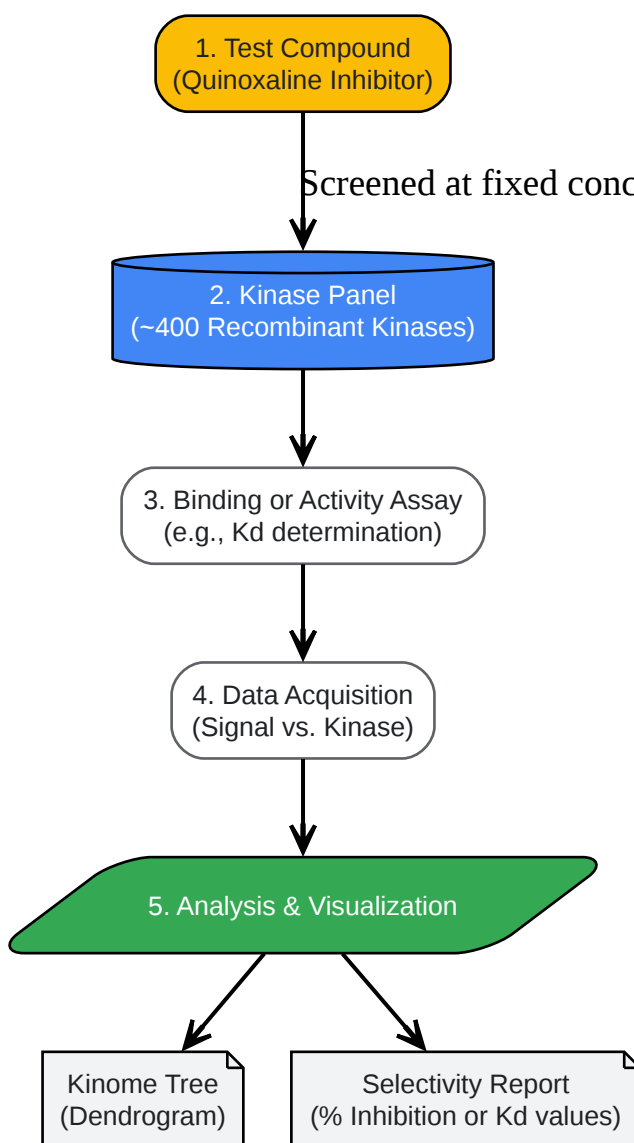 1. Test Compound
(Quinoxaline Inhibitor)
Screened at fixed conc
2. Kinase Panel
(~400 Recombinant Kinases)
3. Binding or Activity Assay
(e.g., Kd determination)
4. Data Acquisition
(Signal vs. Kinase)
5. Analysis & Visualization
Kinome Tree
(Dendrogram)
Selectivity Report
(% Inhibition or Kd values)